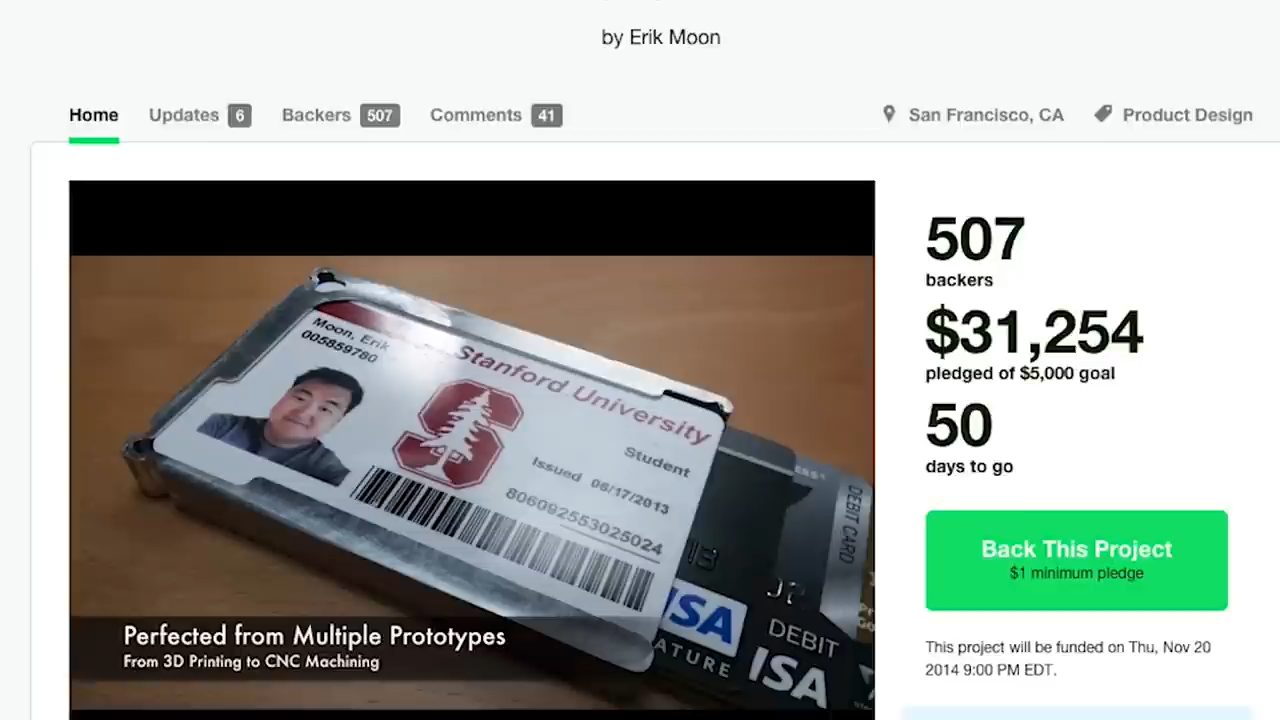 by Erik Moon
Home Updates 6 Backers 507 Comments 41 San Francisco, CA Product Design
507
backers
$31,254
pledged of $5,000 goal
50
days to go
Back This Project
$1 minimum pledge
This project will be funded on Thu, Nov 20
2014 9:00 PM EDT.
Moon, Erik
005859780
Stanford University
Student
Issued 06/17/2013
806092553025024
DEBIT CARD
VISA
DEBIT
VISA
Perfected from Multiple Prototypes
From 3D Printing to CNC Machining